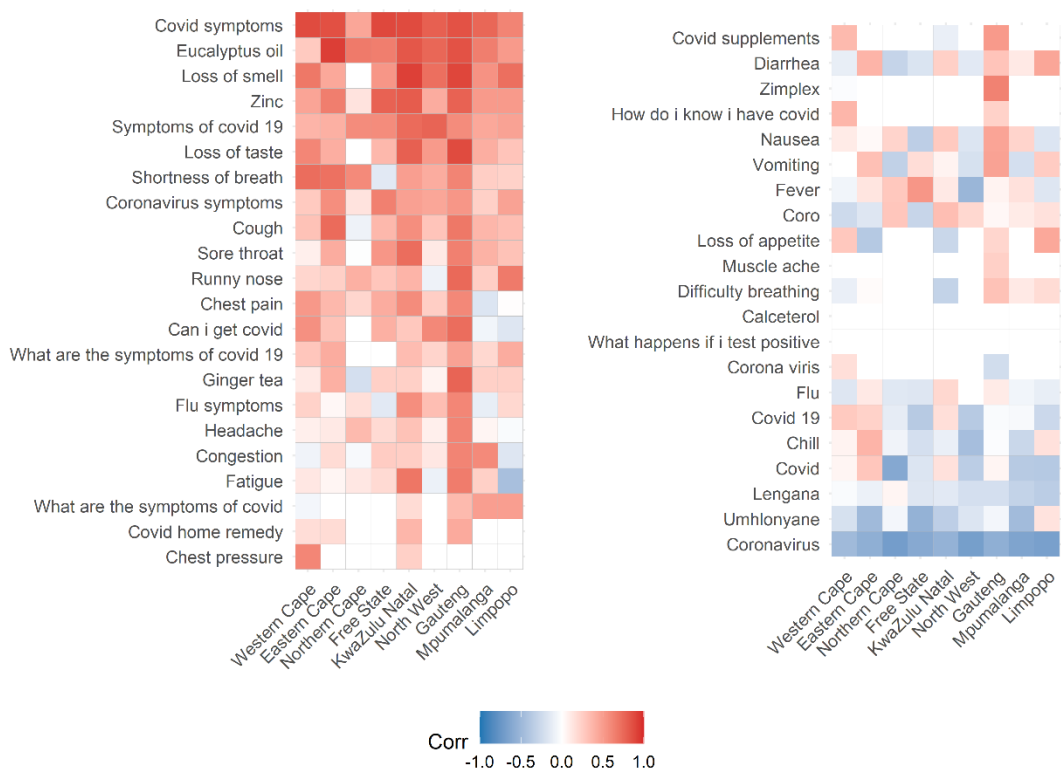 Covid symptoms
Eucalyptus oil
Loss of smell
Zinc
Symptoms of covid 19
Loss of taste
Shortness of breath
Coronavirus symptoms
Cough
Sore throat
Runny nose
Chest pain
Can i get covid
What are the symptoms of covid 19
Ginger tea
Flu symptoms
Headache
Congestion
Fatigue
What are the symptoms of covid
Covid home remedy
Chest pressure
Western Cape
Eastern Cape
Northern Cape
Free State
KwaZulu Natal
North West
Gauteng
Mpumalanga
Limpopo
Covid supplements
Diarrhea
Zimplex
How do i know i have covid
Nausea
Vomiting
Fever
Coro
Loss of appetite
Muscle ache
Difficulty breathing
Calceterol
What happens if i test positive
Corona viris
Flu
Covid 19
Chill
Covid
Lengana
Umhlonyane
Coronavirus
Western Cape
Eastern Cape
Northern Cape
Free State
KwaZulu Natal
North West
Gauteng
Mpumalanga
Limpopo
Corr
-1.0 -0.5 0.0 0.5 1.0